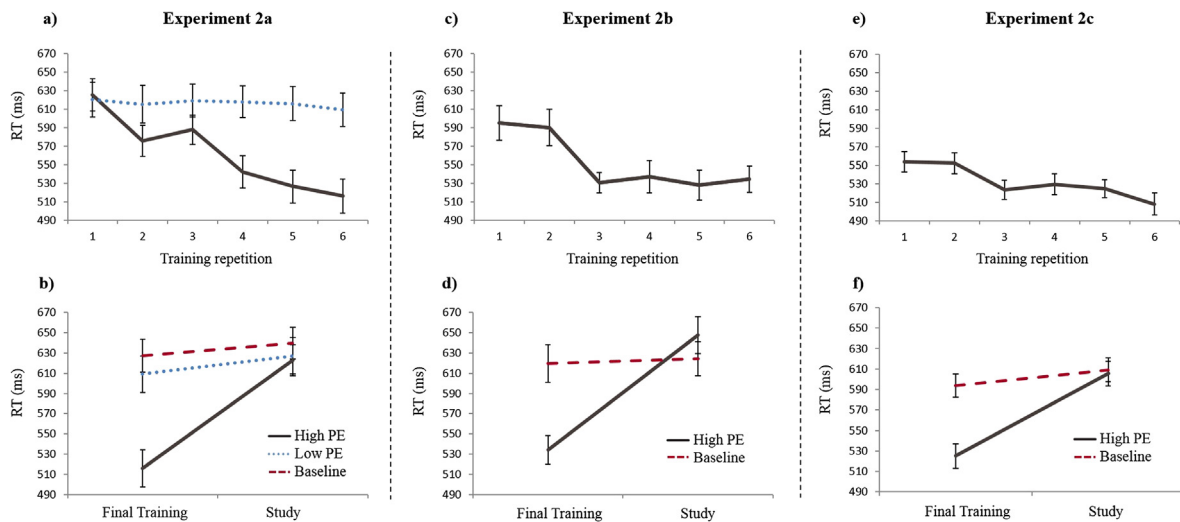 a) Experiment 2a
670
650
630
610
590
570
550
530
510
490
RT (ms)
1 2 3 4 5 6
Training repetition
c) Experiment 2b
670
650
630
610
590
570
550
530
510
490
RT (ms)
1 2 3 4 5 6
Training repetition
e) Experiment 2c
670
650
630
610
590
570
550
530
510
490
RT (ms)
1 2 3 4 5 6
Training repetition
b)
670
650
630
610
590
570
550
530
510
490
RT (ms)
High PE
Low PE
Baseline
Final Training Study
d)
670
650
630
610
590
570
550
530
510
490
RT (ms)
High PE
Baseline
Final Training Study
f)
670
650
630
610
590
570
550
530
510
490
RT (ms)
High PE
Baseline
Final Training Study